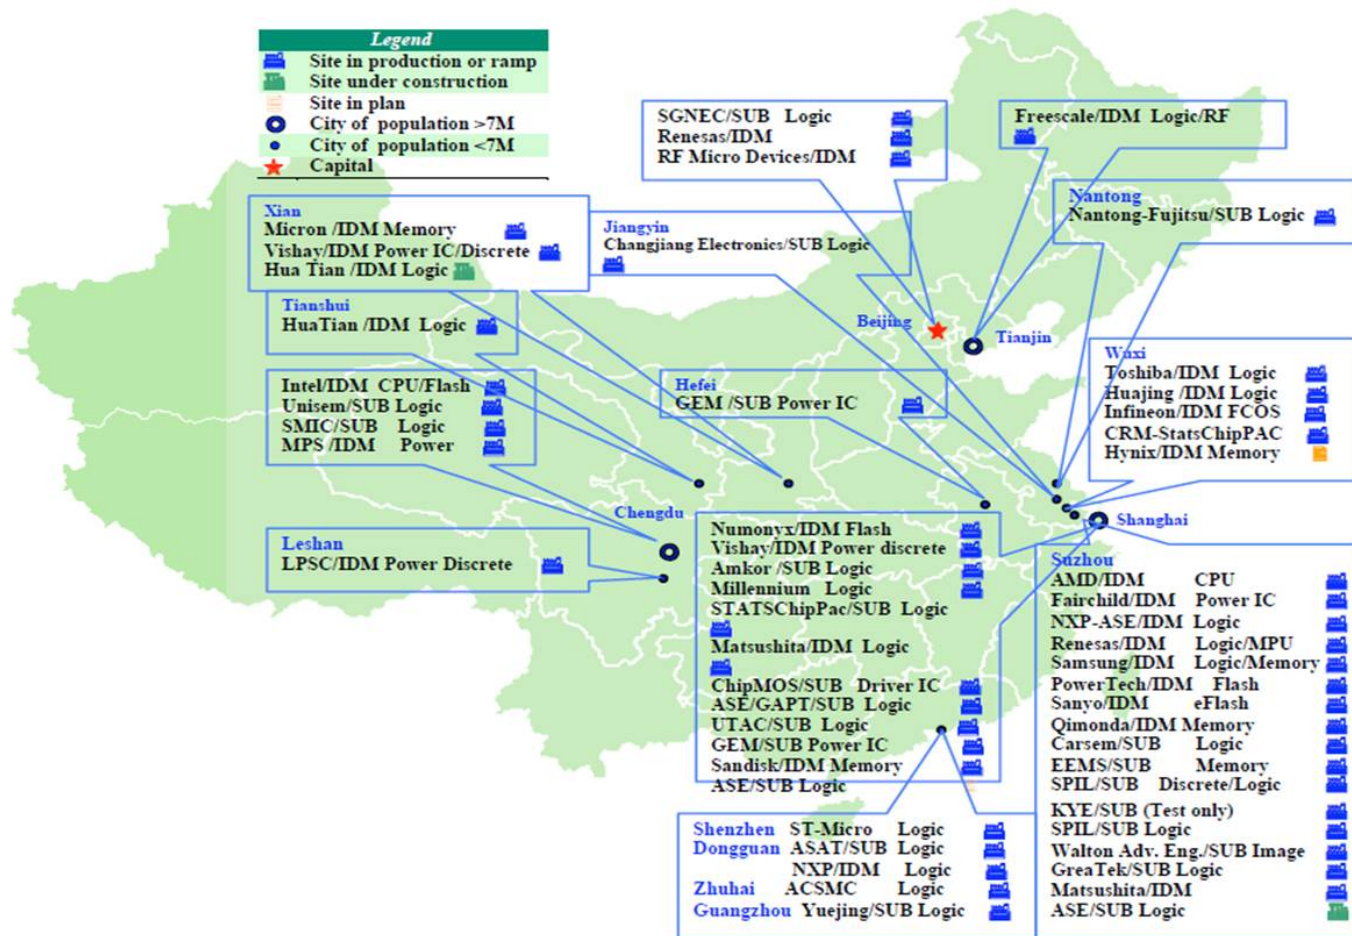 Legend
Site in production or ramp
Site under construction
Site in plan
City of population >7M
City of population <7M
Capital
SGNEC/SUB Logic
Renesas/IDM
RF Micro Devices/IDM
Freescale/IDM Logic/RF
Nantong
Nantong-Fujitsu/SUB Logic
Xian
Micron /IDM Memory
Vishay/IDM Power IC/Discrete
Hua Tian /IDM Logic
Jiangyin
Changjiang Electronics/SUB Logic
Tianshui
HuaTian /IDM Logic
Beijing
Tianjin
Wuxi
Toshiba/IDM Logic
Huajing /IDM Logic
Infineon/IDM FCOS
CRM-StatsChipPAC
Hynix/IDM Memory
Intel/IDM CPU/Flash
Unisem/SUB Logic
SMIC/SUB Logic
MPS /IDM Power
Hefei
GEM /SUB Power IC
Chengdu
Shanghai
Leshan
LPSC/IDM Power Discrete
Numonyx/IDM Flash
Vishay/IDM Power discrete
Amkor /SUB Logic
Millennium Logic
STATSChipPac/SUB Logic
Matsushita/IDM Logic
ChipMOS/SUB Driver IC
ASE/GAPT/SUB Logic
UTAC/SUB Logic
GEM/SUB Power IC
Sandisk/IDM Memory
ASE/SUB Logic
Suzhou
AMD/IDM CPU
Fairchild/IDM Power IC
NXP-ASE/IDM Logic
Renesas/IDM Logic/MPU
Samsung/IDM Logic/Memory
PowerTech/IDM Flash
Sanyo/IDM eFlash
Qimonda/IDM Memory
Carsem/SUB Logic
EEMS/SUB Memory
SPIL/SUB Discrete/Logic
KYE/SUB (Test only)
SPIL/SUB Logic
Walton Adv. Eng./SUB Image
GreaTek/SUB Logic
Matsushita/IDM
ASE/SUB Logic
Shenzhen ST-Micro Logic
Dongguan ASAT/SUB Logic
NXP/IDM Logic
Zhuhai ACSMC Logic
Guangzhou Yuejing/SUB Logic